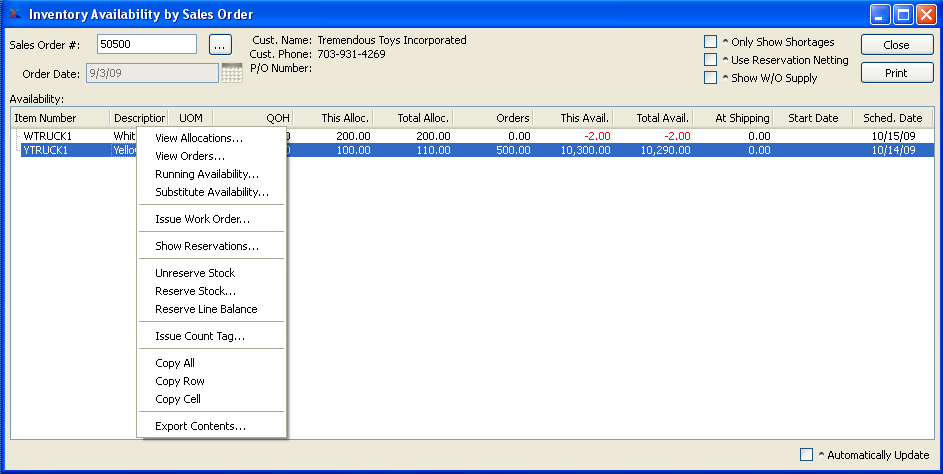 Inventory Availability by Sales Order
Sales Order #: 50500 ... Cust. Name: Tremendous Toys Incorporated
Cust. Phone: 703-931-4269
Order Date: 9/3/09 P/O Number:
^ Only Show Shortages
^ Use Reservation Netting
^ Show W/O Supply
Close
Print
Availability:
Item Number Description UOM QOH This Alloc. Total Alloc. Orders This Avail. Total Avail. At Shipping Start Date Sched. Date
WTRUCK1 Whit 0 200.00 200.00 0.00 -2.00 -2.00 0.00 10/15/09
YTRUCK1 Yello 00 100.00 110.00 500.00 10,300.00 10,290.00 0.00 10/14/09
View Allocations...
View Orders...
Running Availability...
Substitute Availability...
Issue Work Order...
Show Reservations...
Unreserve Stock
Reserve Stock...
Reserve Line Balance
Issue Count Tag...
Copy All
Copy Row
Copy Cell
Export Contents...
^ Automatically Update